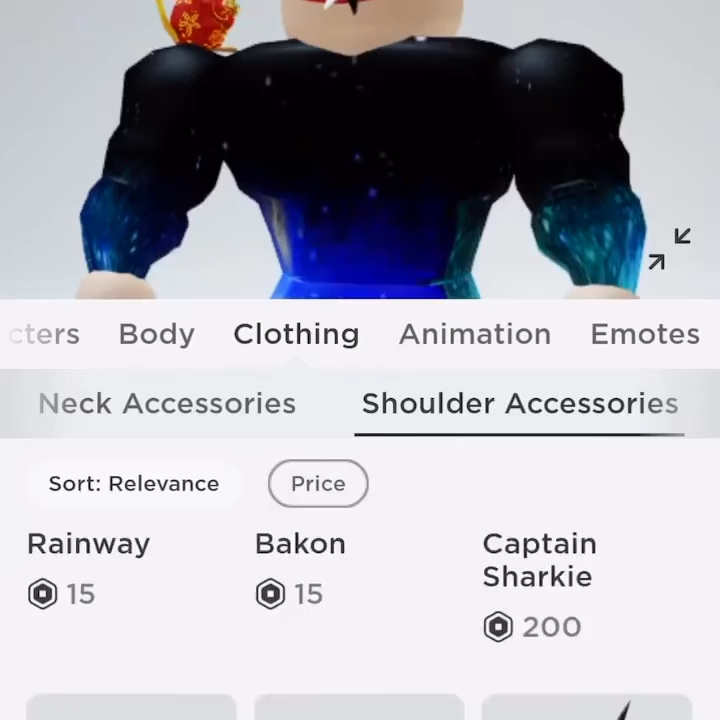 cters Body Clothing Animation Emotes
Neck Accessories Shoulder Accessories
Sort: Relevance Price
Rainway Bakon Captain
Sharkie
15 15
200